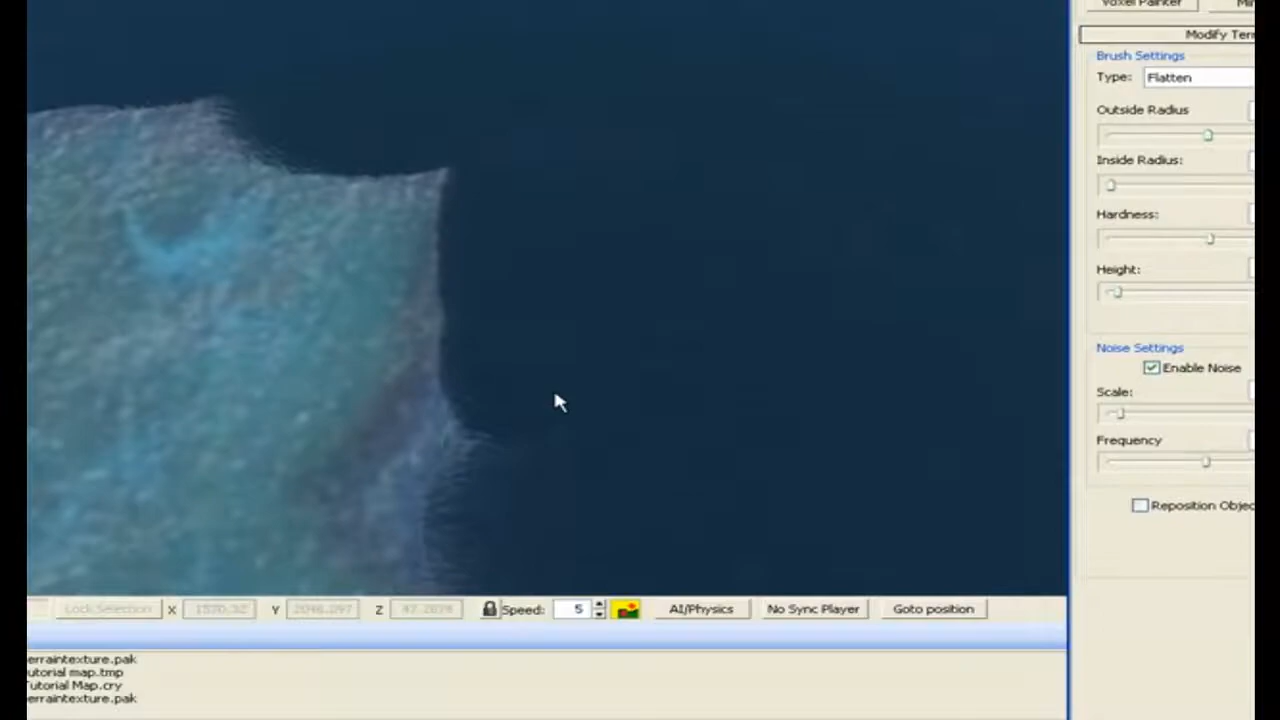 Voxel Painter
Modify Terr
Brush Settings
Type: Flatten
Outside Radius
Inside Radius:
Hardness:
Height:
Noise Settings
Enable Noise
Scale:
Frequency
Reposition Objec
Lock Selection X Y Z Speed: 5 AI/Physics No Sync Player Goto position
erraintexture.pak
utorial map.tmp
Tutorial Map.cry
erraintexture.pak